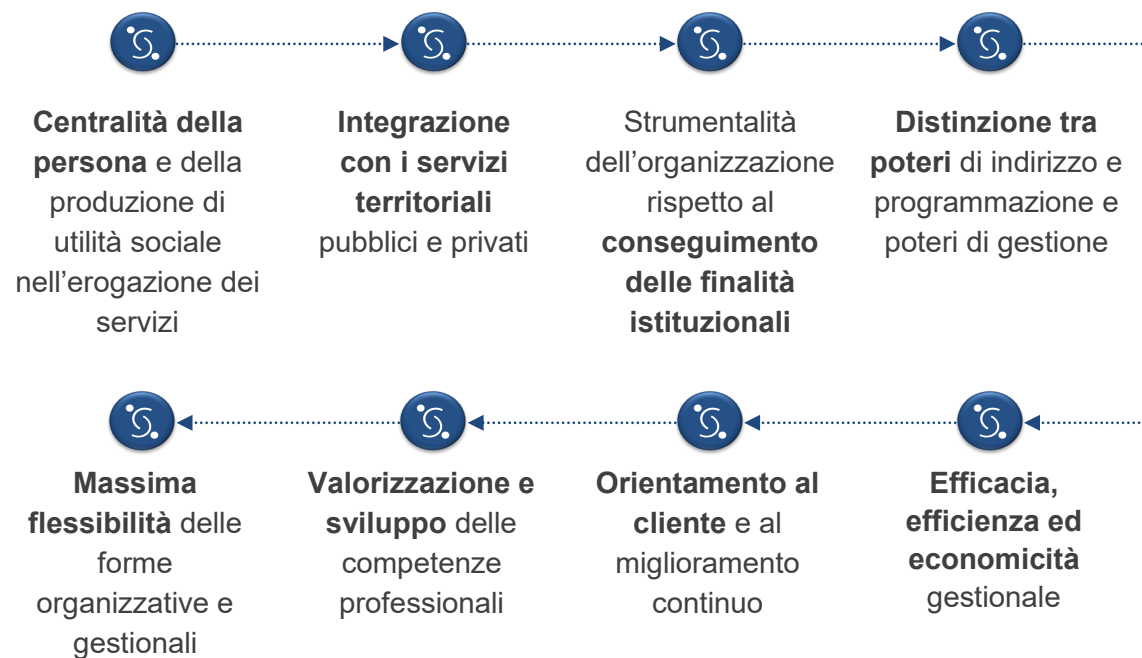 Centralità della
persona e della
produzione di
utilità sociale
nell’erogazione dei
servizi
Integrazione
con i servizi
territoriali
pubblici e privati
Strumentalità
dell’organizzazione
rispetto al
conseguimento
delle finalità
istituzionali
Distinzione tra
poteri di indirizzo e
programmazione e
poteri di gestione
Massima
flessibilità delle
forme
organizzative e
gestionali
Valorizzazione e
sviluppo delle
competenze
professionali
Orientamento al
cliente e al
miglioramento
continuo
Efficacia,
efficienza ed
economicità
gestionale